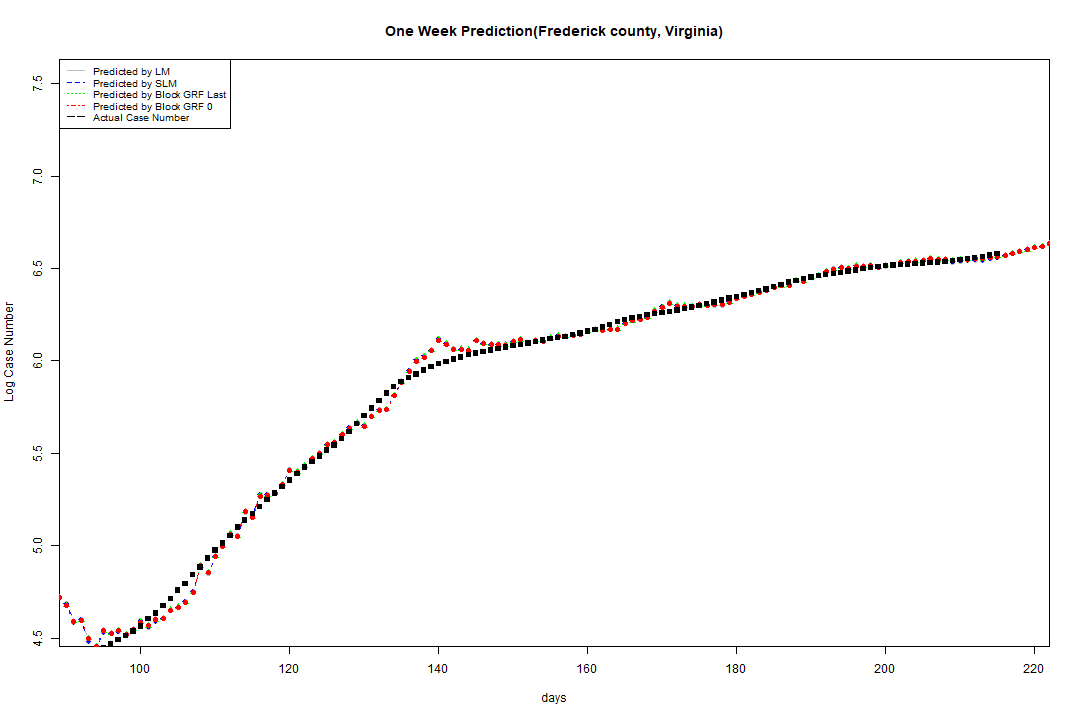 One Week Prediction(Frederick county, Virginia)
Predicted by LM
Predicted by SLM
Predicted by Block GRF Last
Predicted by Block GRF 0
Actual Case Number
7.5
7.0
6.5
6.0
5.5
5.0
4.5
Log Case Number
100 120 140 160 180 200 220
days